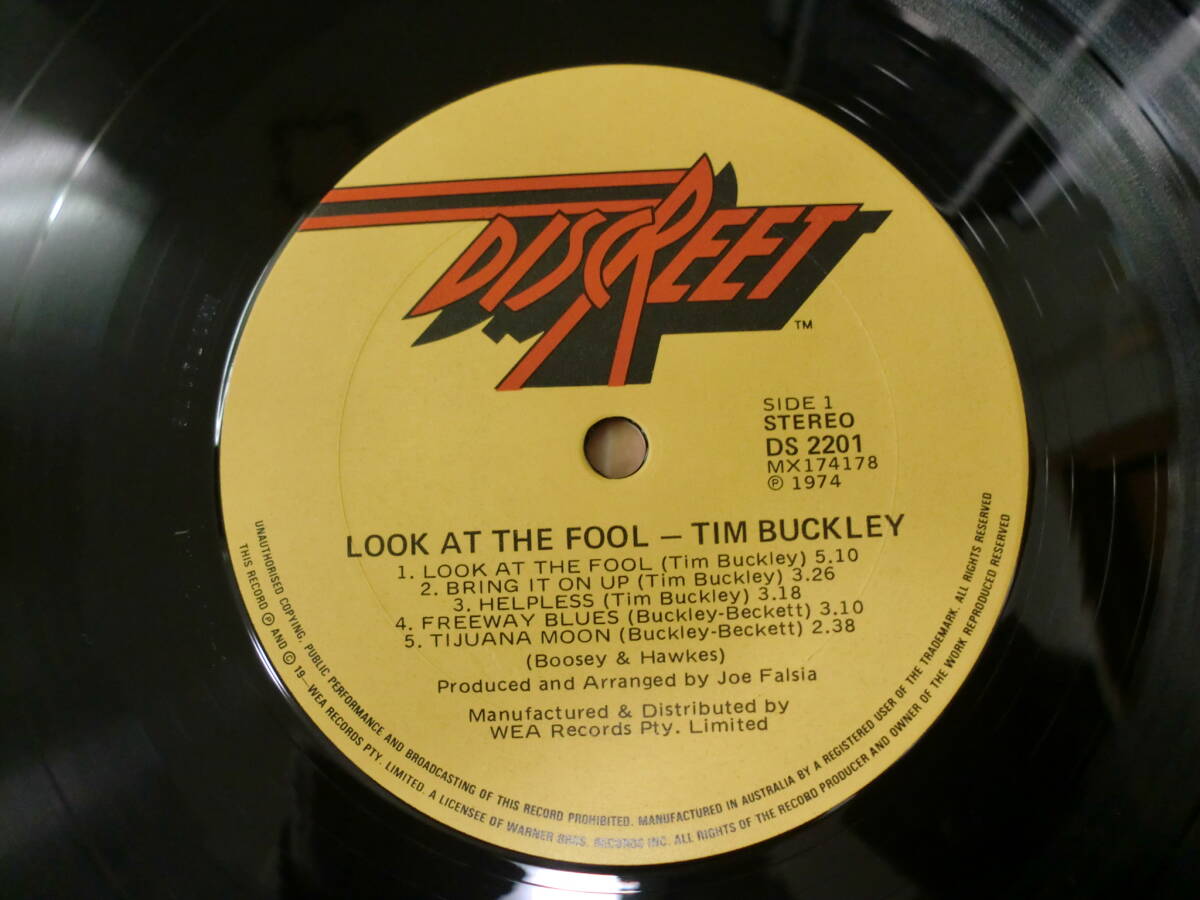 DISCREET
TM
SIDE 1
STEREO
DS 2201
MX174178
℗ 1974
LOOK AT THE FOOL — TIM BUCKLEY
1. LOOK AT THE FOOL (Tim Buckley) 5.10
2. BRING IT ON UP (Tim Buckley) 3.26
3. HELPLESS (Tim Buckley) 3.18
4. FREEWAY BLUES (Buckley-Beckett) 3.10
5. TIJUANA MOON (Buckley-Beckett) 2.38
(Boosey & Hawkes)
Produced and Arranged by Joe Falsia
Manufactured & Distributed by
WEA Records Pty. Limited
UNAUTHORISED COPYING, PUBLIC PERFORMANCE AND BROADCASTING OF THIS RECORD PROHIBITED. MANUFACTURED IN AUSTRALIA BY A REGISTERED USER OF THE TRADEMARK. ALL RIGHTS RESERVED
THIS RECORD ℗ AND © 19—WEA RECORDS PTY. LIMITED. A LICENSEE OF WARNER BROS. RECORDS INC. ALL RIGHTS OF THE RECORD PRODUCER AND OWNER OF THE WORK REPRODUCED RESERVED